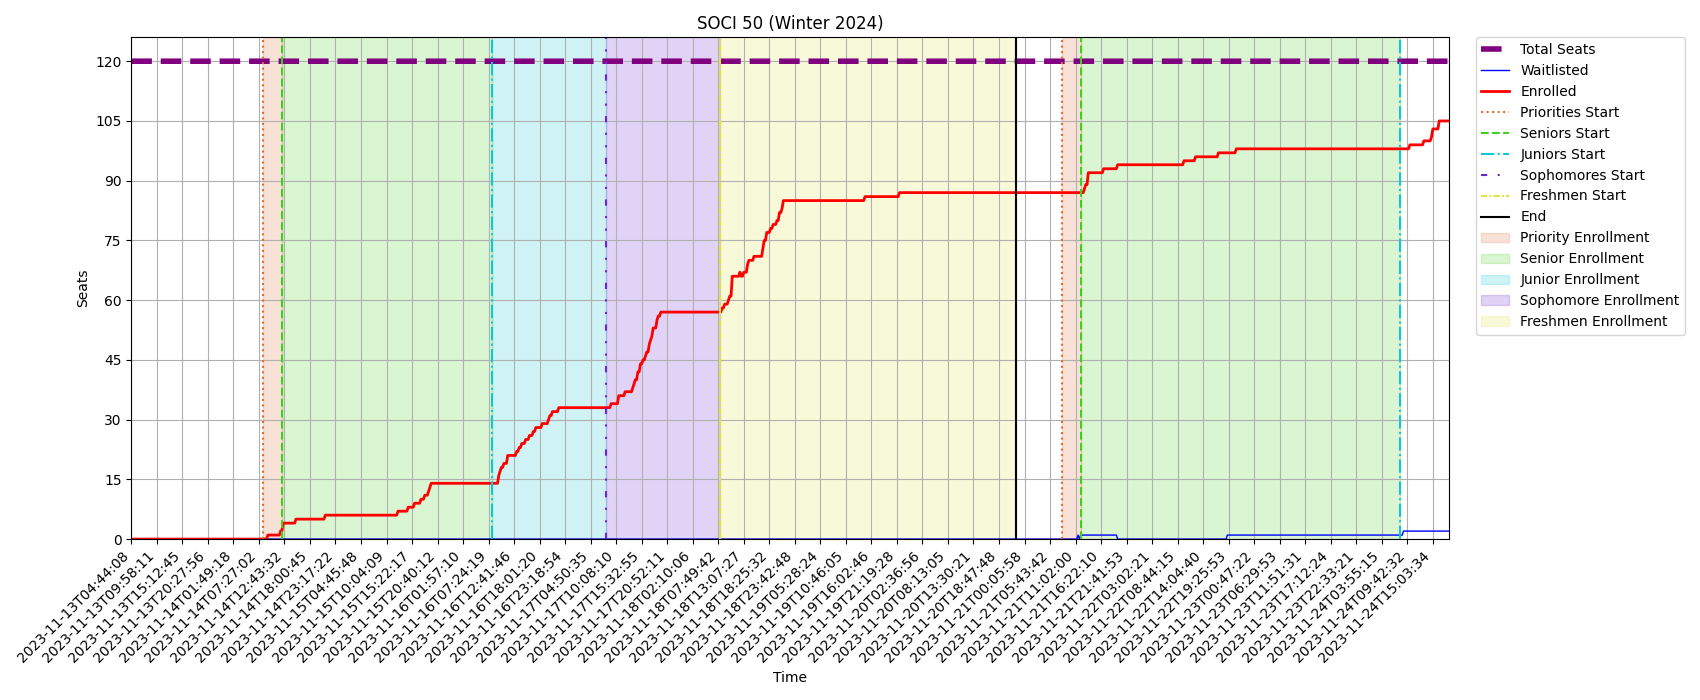 SOCI 50 (Winter 2024)
Seats
120
105
90
75
60
45
30
15
0
2023-11-13T04:44:08
2023-11-13T09:58:11
2023-11-13T15:12:45
2023-11-13T20:27:56
2023-11-14T01:49:18
2023-11-14T07:27:02
2023-11-14T12:43:32
2023-11-14T18:00:45
2023-11-14T23:17:22
2023-11-15T04:45:48
2023-11-15T10:04:09
2023-11-15T15:22:17
2023-11-15T20:40:12
2023-11-16T01:57:10
2023-11-16T07:24:19
2023-11-16T12:41:46
2023-11-16T18:01:20
2023-11-16T23:18:54
2023-11-17T04:50:35
2023-11-17T10:08:10
2023-11-17T15:32:55
2023-11-17T20:52:11
2023-11-18T02:10:06
2023-11-18T07:49:42
2023-11-18T13:07:27
2023-11-18T18:25:32
2023-11-18T23:42:48
2023-11-19T05:28:24
2023-11-19T10:46:05
2023-11-19T16:02:46
2023-11-19T21:19:28
2023-11-20T02:36:56
2023-11-20T08:13:05
2023-11-20T13:30:21
2023-11-20T18:47:48
2023-11-21T00:05:58
2023-11-21T05:43:42
2023-11-21T11:02:00
2023-11-21T16:22:10
2023-11-21T21:41:53
2023-11-22T03:02:21
2023-11-22T08:44:15
2023-11-22T14:04:40
2023-11-22T19:25:53
2023-11-23T00:47:22
2023-11-23T06:29:53
2023-11-23T11:51:31
2023-11-23T17:12:24
2023-11-23T22:33:21
2023-11-24T03:55:15
2023-11-24T09:42:32
2023-11-24T15:03:34
Time
Total Seats
Waitlisted
Enrolled
Priorities Start
Seniors Start
Juniors Start
Sophomores Start
Freshmen Start
End
Priority Enrollment
Senior Enrollment
Junior Enrollment
Sophomore Enrollment
Freshmen Enrollment